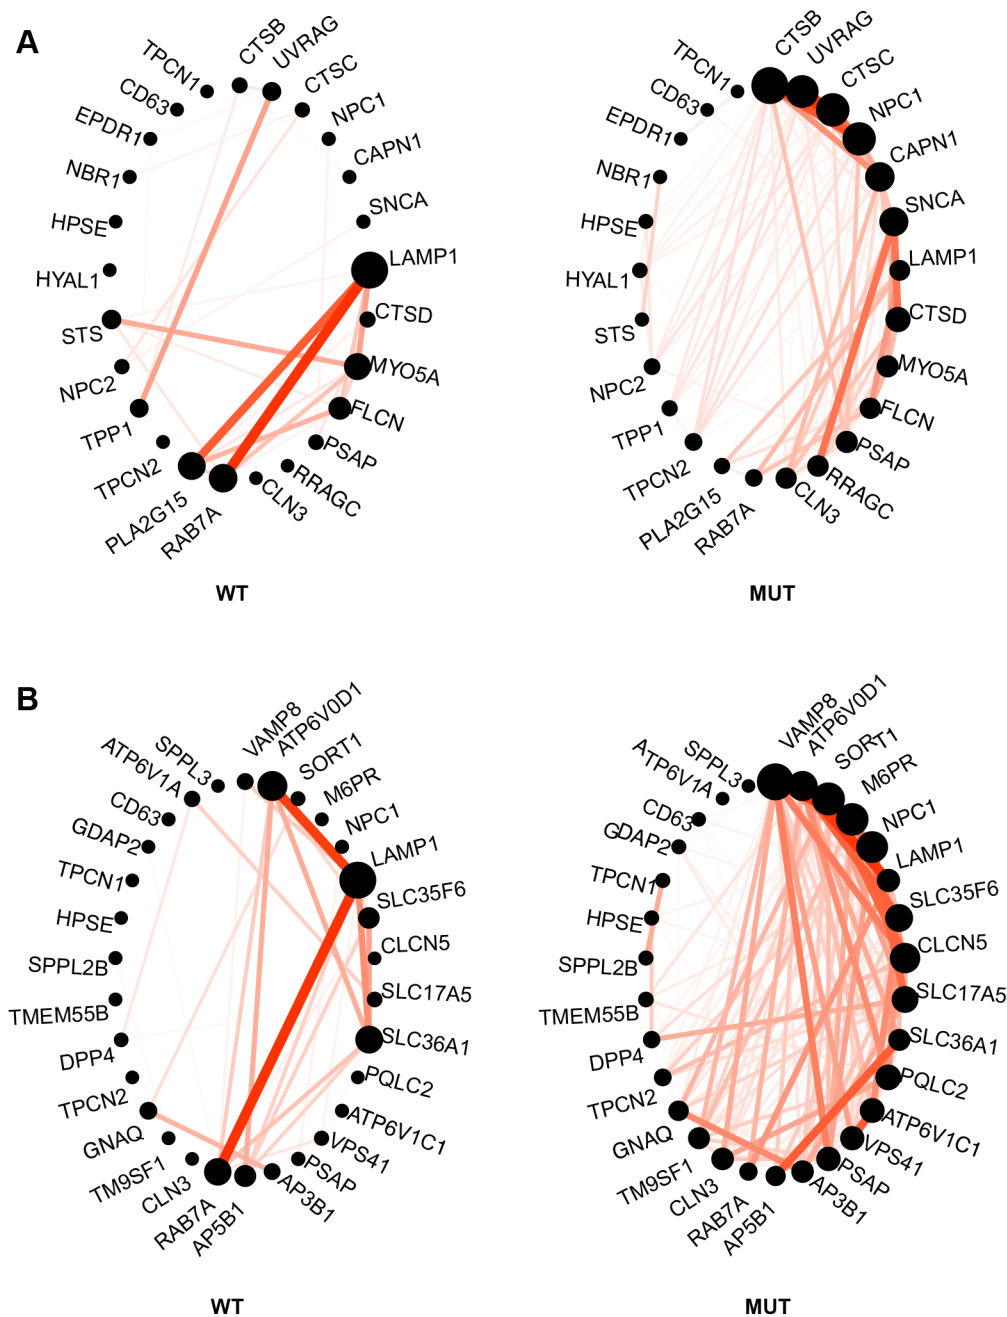 A
CTSB
UVRAG
CTSC
NPC1
CAPN1
SNCA
LAMP1
CTSD
MYO5A
FLCN
PSAP
RRAGC
CLN3
RAB7A
PLA2G15
TPCN2
TPP1
NPC2
STS
HYAL1
HPSE
NBR1
EPDR1
CD63
TPCN1
WT
CTSB
UVRAG
CTSC
NPC1
CAPN1
SNCA
LAMP1
CTSD
MYO5A
FLCN
PSAP
RRAGC
CLN3
RAB7A
PLA2G15
TPCN2
TPP1
NPC2
STS
HYAL1
HPSE
NBR1
EPDR1
CD63
TPCN1
MUT
B
VAMP8
ATP6V0D1
SORT1
M6PR
NPC1
LAMP1
SLC35F6
CLCN5
SLC17A5
SLC36A1
PQLC2
ATP6V1C1
VPS41
PSAP
AP3B1
AP5B1
RAB7A
CLN3
TM9SF1
GNAQ
TPCN2
DPP4
TMEM55B
SPPL2B
HPSE
TPCN1
GDAP2
CD63
ATP6V1A
SPPL3
WT
VAMP8
ATP6V0D1
SORT1
M6PR
NPC1
LAMP1
SLC35F6
CLCN5
SLC17A5
SLC36A1
PQLC2
ATP6V1C1
VPS41
PSAP
AP3B1
AP5B1
RAB7A
CLN3
TM9SF1
GNAQ
TPCN2
DPP4
TMEM55B
SPPL2B
HPSE
TPCN1
GDAP2
CD63
ATP6V1A
SPPL3
MUT